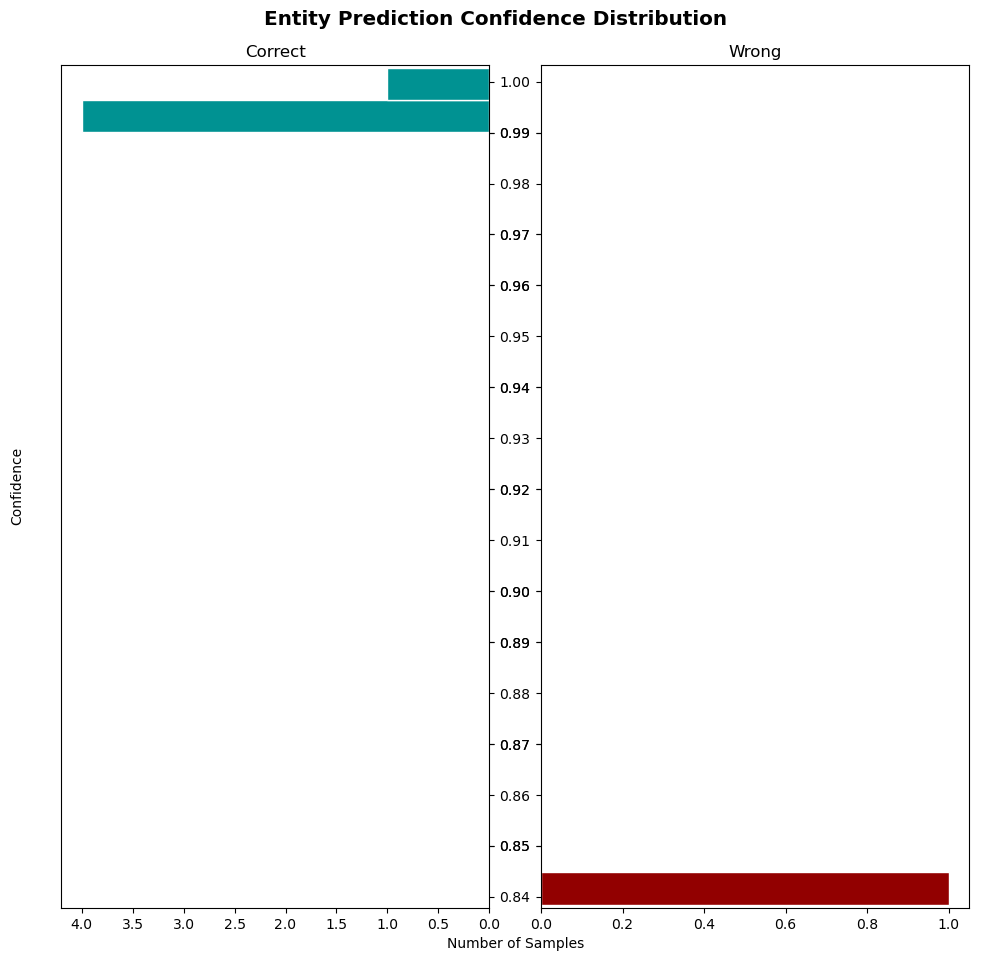 Entity Prediction Confidence Distribution
Correct
Wrong
1.00
0.99
0.98
0.97
0.96
0.95
0.94
0.93
0.92
0.91
0.90
0.89
0.88
0.87
0.86
0.85
0.84
Confidence
4.0 3.5 3.0 2.5 2.0 1.5 1.0 0.5 0.0
0.0 0.2 0.4 0.6 0.8 1.0
Number of Samples